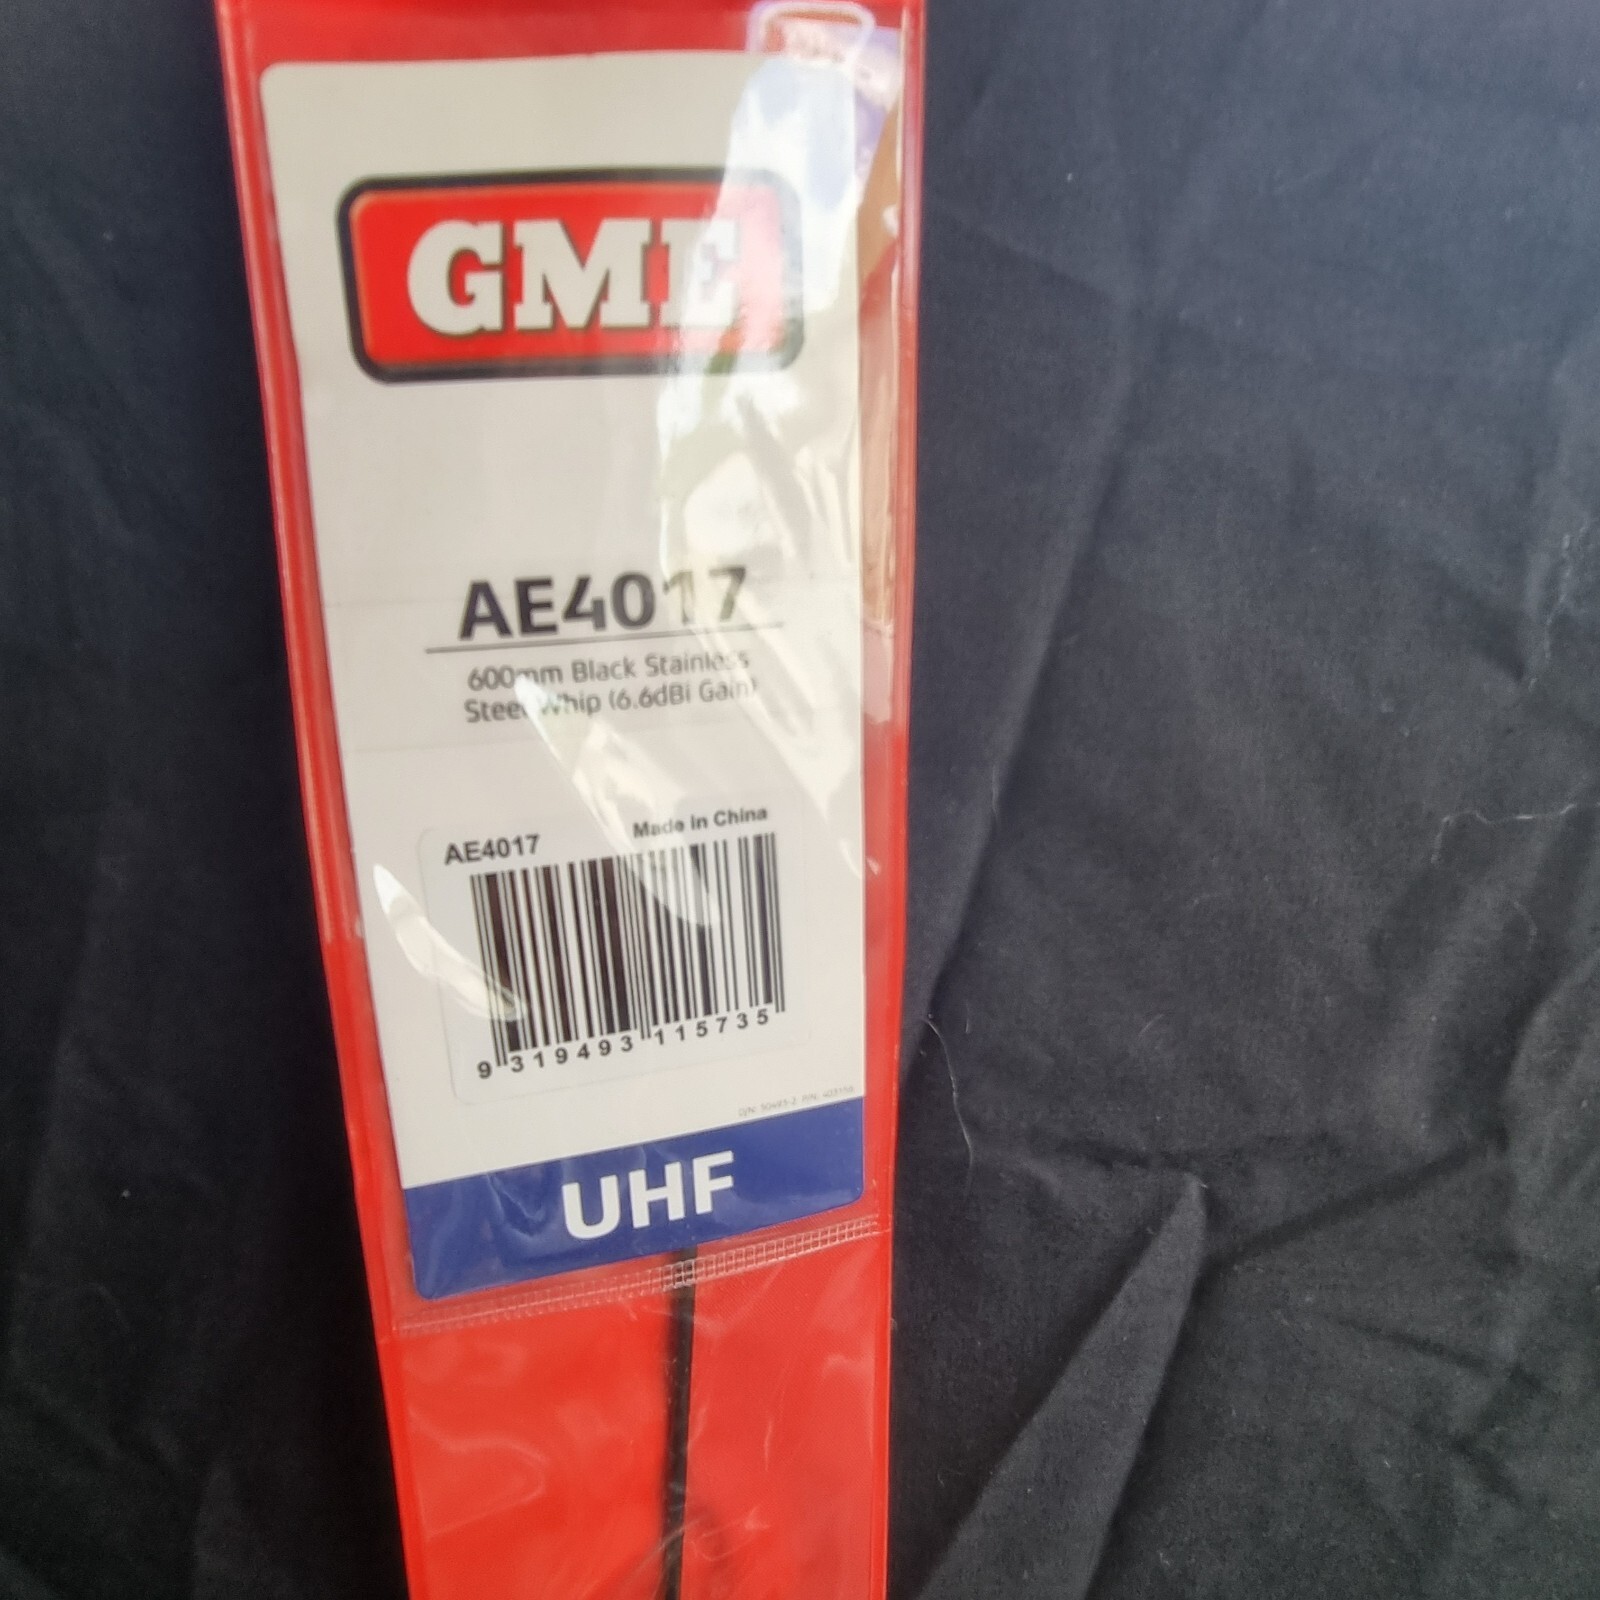 GME
AE4017
600mm Black Stainless
Steel Whip (6.6dBi Gain)
Made in China
AE4017
9 319493 115735
UHF